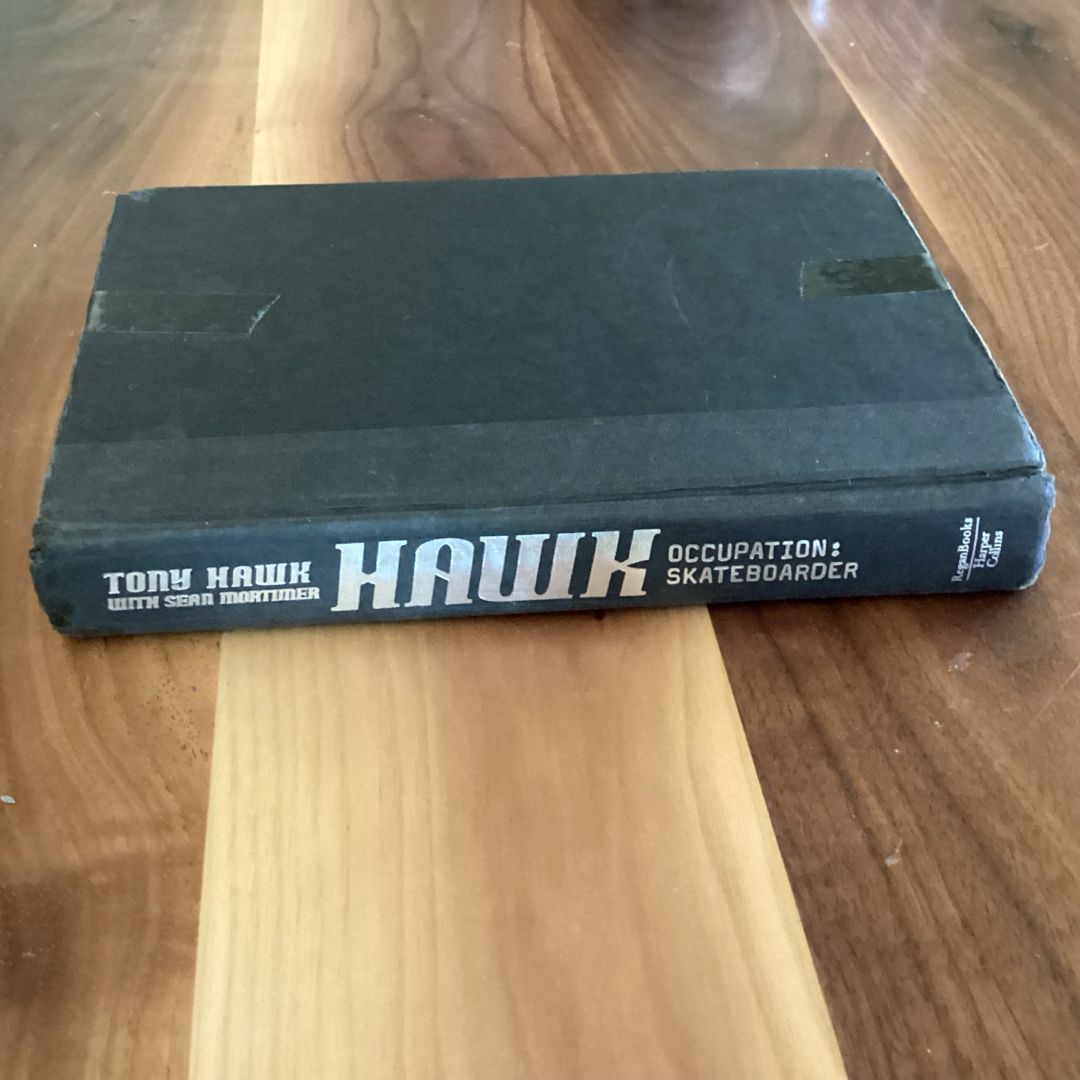 TONY HAWK
WITH SEAN MORTIMER
HAWK
OCCUPATION:
SKATEBOARDER
ReganBooks
Harper
Collins